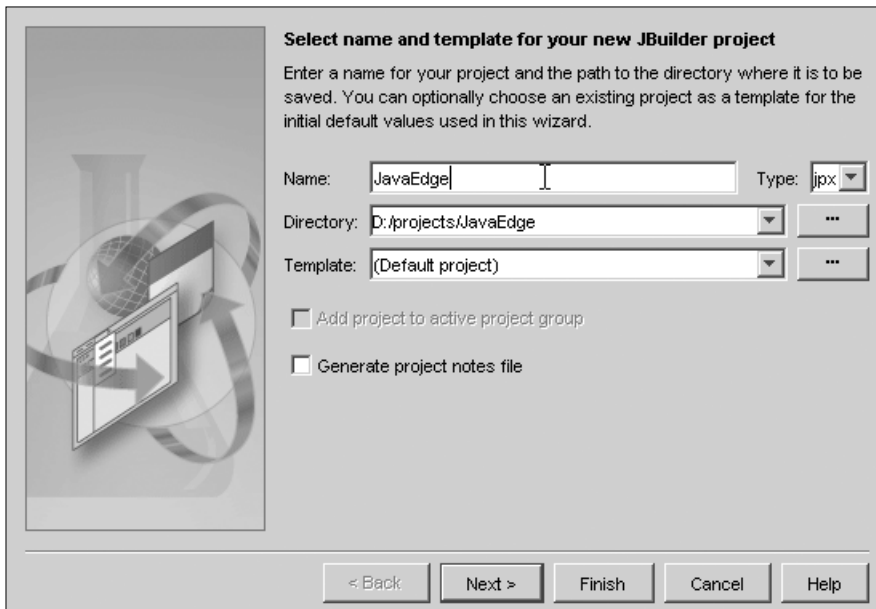 Select name and template for your new JBuilder project
Enter a name for your project and the path to the directory where it is to be
saved. You can optionally choose an existing project as a template for the
initial default values used in this wizard.
Name: JavaEdge Type: jpx
Directory: D:/projects/JavaEdge ...
Template: (Default project) ...
Add project to active project group
Generate project notes file
< Back Next > Finish Cancel Help